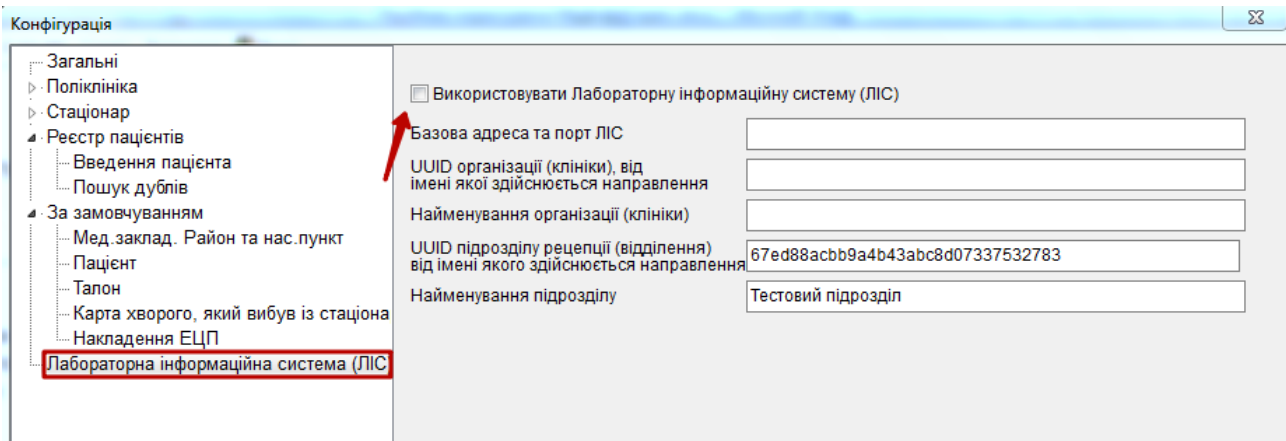 Конфігурація
Загальні
Поліклініка
Стаціонар
Реєстр пацієнтів
Введення пацієнта
Пошук дублів
За замовчуванням
Мед.заклад. Район та нас.пункт
Пацієнт
Талон
Карта хворого, який вибув із стаціона
Накладення ЕЦП
Лабораторна інформаційна система (ЛІС
Використовувати Лабораторну інформаційну систему (ЛІС)
Базова адреса та порт ЛІС
UUID організації (клініки), від
імені якої здійснюється направлення
Найменування організації (клініки)
UUID підрозділу рецепції (відділення)
від імені якого здійснюється направлення
67ed88acbb9a4b43abc8d07337532783
Найменування підрозділу
Тестовий підрозділ